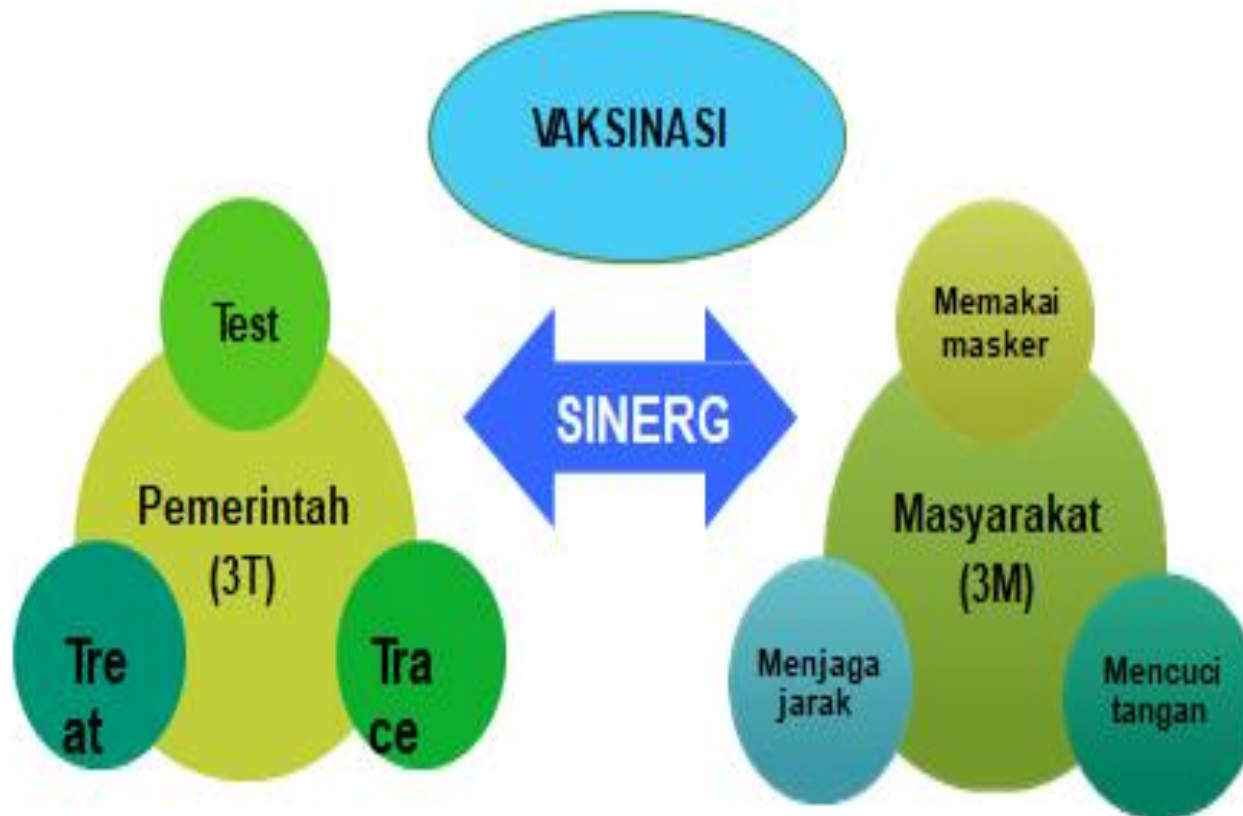 VAKSINASI
Test
Pemerintah
(3T)
Tre
at
Tra
ce
SINERG
Memakai
masker
Masyarakat
(3M)
Menjaga
jarak
Mencuci
tangan